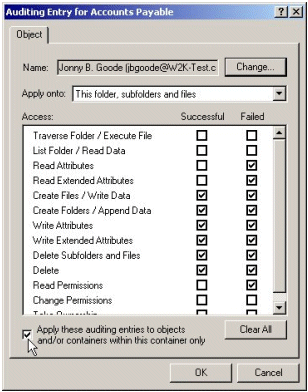 Auditing Entry for Accounts Payable
Object
Name: Jonny B. Goode (jbgoode@W2K-Test.c Change...
Apply onto: This folder, subfolders and files
Access: Successful Failed
Traverse Folder / Execute File
List Folder / Read Data
Read Attributes
Read Extended Attributes
Create Files / Write Data
Create Folders / Append Data
Write Attributes
Write Extended Attributes
Delete Subfolders and Files
Delete
Read Permissions
Change Permissions
Take Ownership
Apply these auditing entries to objects
and/or containers within this container only
Clear All
OK Cancel